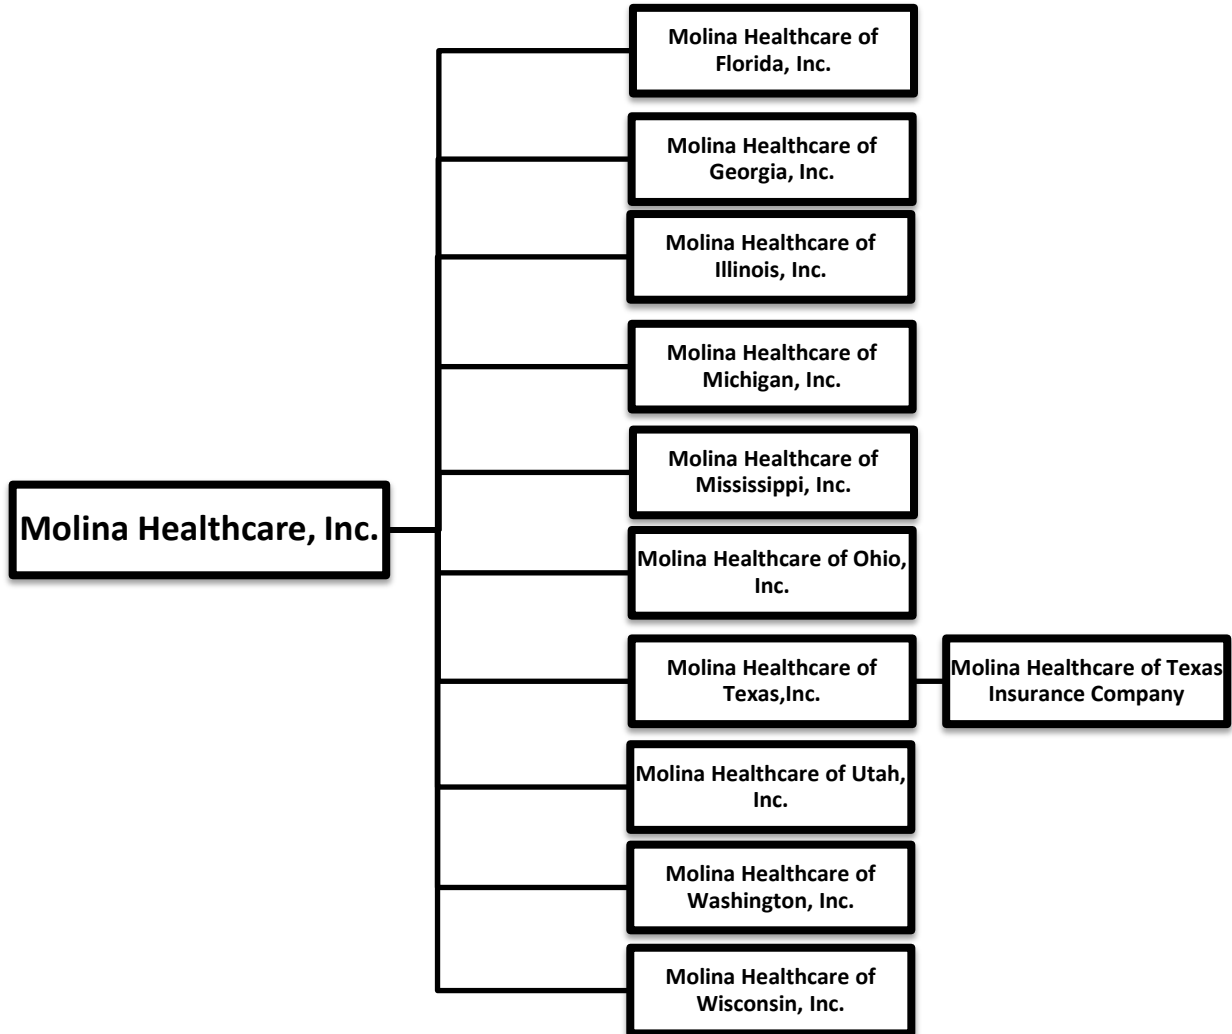 Molina Healthcare of
Florida, Inc.
Molina Healthcare of
Georgia, Inc.
Molina Healthcare of
Illinois, Inc.
Molina Healthcare of
Michigan, Inc.
Molina Healthcare of
Mississippi, Inc.
Molina Healthcare, Inc.
Molina Healthcare of Ohio,
Inc.
Molina Healthcare of
Texas,Inc.
Molina Healthcare of Texas
Insurance Company
Molina Healthcare of Utah,
Inc.
Molina Healthcare of
Washington, Inc.
Molina Healthcare of
Wisconsin, Inc.